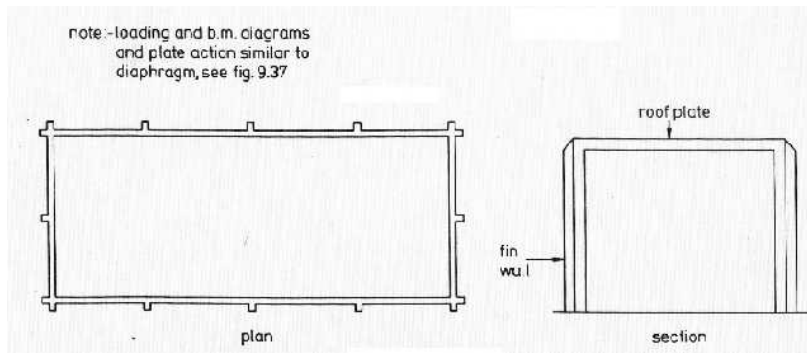 note:-loading and b.m. diagrams
and plate action similar to
diaphragm, see fig. 9.37
roof plate
fin
wu.l
plan
section